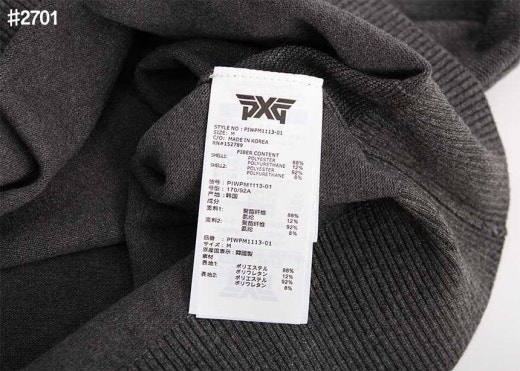 #2701
PXG
STYLE NO : PIWPM1113-01
SIZE : M
C/O : MADE IN KOREA
RN#152789
FIBER CONTENT
SHELL1: POLYESTER 88%
POLYURETHANE 12%
SHELL2: POLYESTER 92%
POLYURETHANE 8%
货号 : PIWPM1113-01
号型 : 170/92A
产地 : 韩国
成分
面料1: 聚酯纤维 88%
氨纶 12%
面料2: 聚酯纤维 92%
氨纶 8%
品番 : PIWPM1113-01
サイズ : M
原産国表示 : 韓国製
素材
表地1: ポリエステル 88%
ポリウレタン 12%
表地2: ポリエステル 92%
ポリウレタン 8%